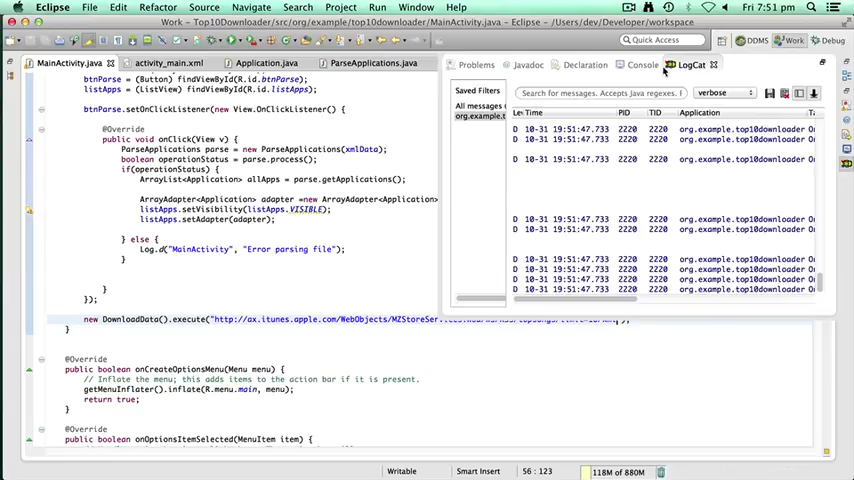 Eclipse File Edit Refactor Source Navigate Search Project Run Window Help Fri 7:51 pm
Work - Top10Downloader/src/org/example/top10downloader/MainActivity.java - Eclipse - /Users/dev/Developer/workspace
Quick Access DDMS Work Debug
MainActivity.java activity_main.xml Application.java ParseApplications.java
btnParse = (Button) findViewById(R.id.btnParse);
listApps = (ListView) findViewById(R.id.listApps);
btnParse.setOnClickListener(new View.OnClickListener() {
@Override
public void onClick(View v) {
ParseApplications parse = new ParseApplications(xmlData);
boolean operationStatus = parse.process();
if(operationStatus) {
ArrayList<Application> allApps = parse.getApplications();
ArrayAdapter<Application> adapter =new ArrayAdapter<Application>
listApps.setVisibility(listApps.VISIBLE);
listApps.setAdapter(adapter);
} else {
Log.d("MainActivity", "Error parsing file");
}
}
});
new DownloadData().execute("http://ax.itunes.apple.com/WebObjects/MZStoreSer
}
@Override
public boolean onCreateOptionsMenu(Menu menu) {
// Inflate the menu; this adds items to the action bar if it is present.
getMenuInflater().inflate(R.menu.main, menu);
return true;
}
@Override
public boolean onOptionsItemSelected(MenuItem item) {
Problems Javadoc Declaration Console LogCat
Saved Filters
All messages (
org.example.t
Search for messages. Accepts Java regexes. verbose
Time PID TID Application
D 10-31 19:51:47.733 2220 2220 org.example.top10downloader
D 10-31 19:51:47.733 2220 2220 org.example.top10downloader
D 10-31 19:51:47.733 2220 2220 org.example.top10downloader
D 10-31 19:51:47.733 2220 2220 org.example.top10downloader
D 10-31 19:51:47.733 2220 2220 org.example.top10downloader
D 10-31 19:51:47.733 2220 2220 org.example.top10downloader
D 10-31 19:51:47.733 2220 2220 org.example.top10downloader
D 10-31 19:51:47.733 2220 2220 org.example.top10downloader
D 10-31 19:51:47.733 2220 2220 org.example.top10downloader
Writable Smart Insert 56 : 123 118M of 880M